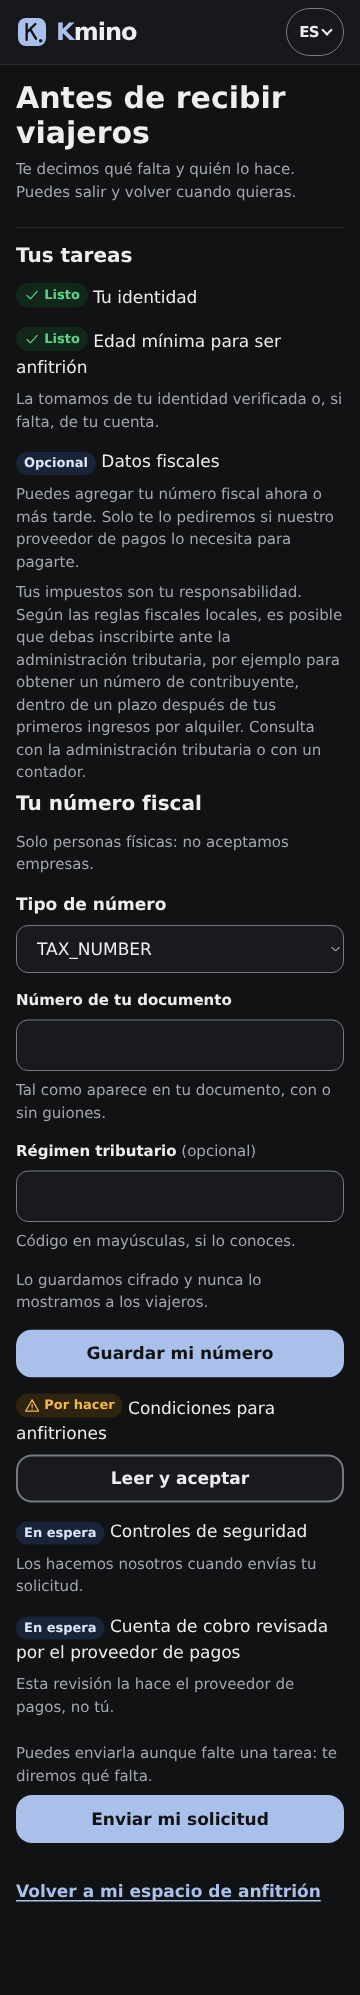 K. Kmino
ES
Antes de recibir
viajeros
Te decimos qué falta y quién lo hace.
Puedes salir y volver cuando quieras.
Tus tareas
Listo Tu identidad
Listo Edad mínima para ser
anfitrión
La tomamos de tu identidad verificada o, si
falta, de tu cuenta.
Opcional Datos fiscales
Puedes agregar tu número fiscal ahora o
más tarde. Solo te lo pediremos si nuestro
proveedor de pagos lo necesita para
pagarte.
Tus impuestos son tu responsabilidad.
Según las reglas fiscales locales, es posible
que debas inscribirte ante la
administración tributaria, por ejemplo para
obtener un número de contribuyente,
dentro de un plazo después de tus
primeros ingresos por alquiler. Consulta
con la administración tributaria o con un
contador.
Tu número fiscal
Solo personas físicas: no aceptamos
empresas.
Tipo de número
TAX_NUMBER
Número de tu documento
Tal como aparece en tu documento, con o
sin guiones.
Régimen tributario (opcional)
Código en mayúsculas, si lo conoces.
Lo guardamos cifrado y nunca lo
mostramos a los viajeros.
Guardar mi número
Por hacer Condiciones para
anfitriones
Leer y aceptar
En espera Controles de seguridad
Los hacemos nosotros cuando envías tu
solicitud.
En espera Cuenta de cobro revisada
por el proveedor de pagos
Esta revisión la hace el proveedor de
pagos, no tú.
Puedes enviarla aunque falte una tarea: te
diremos qué falta.
Enviar mi solicitud
Volver a mi espacio de anfitrión